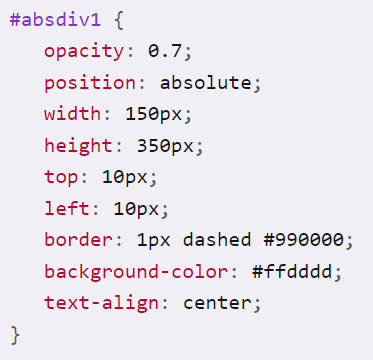 #absdiv1 {
opacity: 0.7;
position: absolute;
width: 150px;
height: 350px;
top: 10px;
left: 10px;
border: 1px dashed #990000;
background-color: #ffdddd;
text-align: center;
}